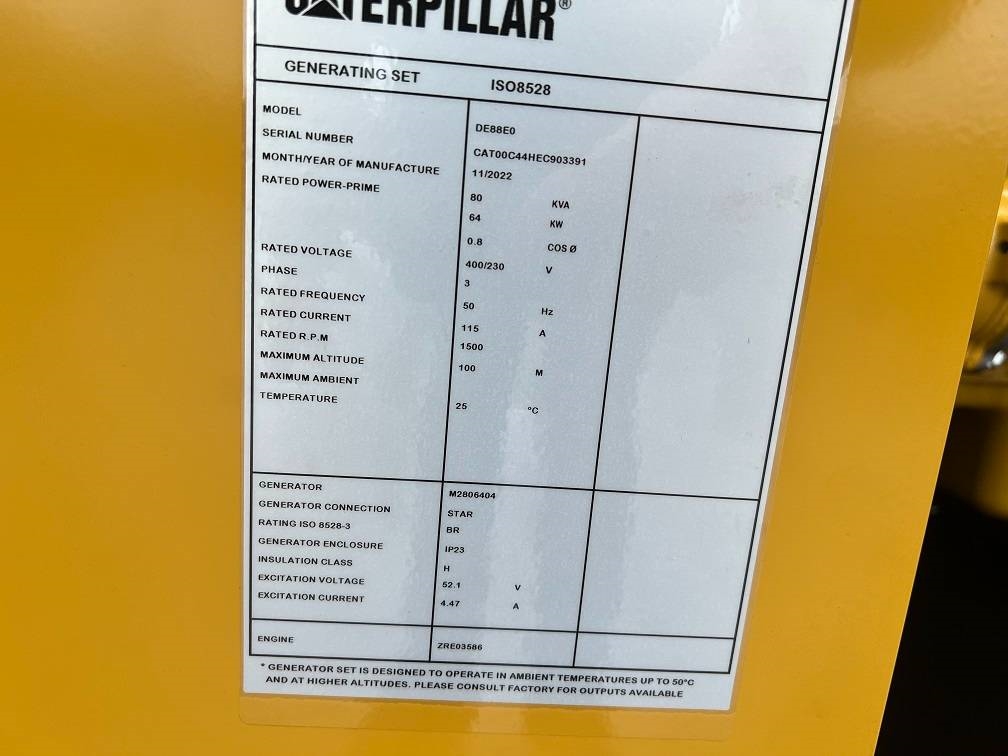 CATERPILLAR®
GENERATING SET ISO8528
MODEL DE88E0
SERIAL NUMBER CAT00C44HEC903391
MONTH/YEAR OF MANUFACTURE 11/2022
RATED POWER-PRIME 80 KVA
64 KW
0.8 COS Ø
RATED VOLTAGE 400/230 V
PHASE 3
RATED FREQUENCY 50 Hz
RATED CURRENT 115 A
RATED R.P.M 1500
MAXIMUM ALTITUDE 100 M
MAXIMUM AMBIENT
TEMPERATURE 25 °C
GENERATOR M2806404
GENERATOR CONNECTION STAR
RATING ISO 8528-3 BR
GENERATOR ENCLOSURE IP23
INSULATION CLASS H
EXCITATION VOLTAGE 52.1 V
EXCITATION CURRENT 4.47 A
ENGINE ZRE03586
* GENERATOR SET IS DESIGNED TO OPERATE IN AMBIENT TEMPERATURES UP TO 50°C
AND AT HIGHER ALTITUDES. PLEASE CONSULT FACTORY FOR OUTPUTS AVAILABLE